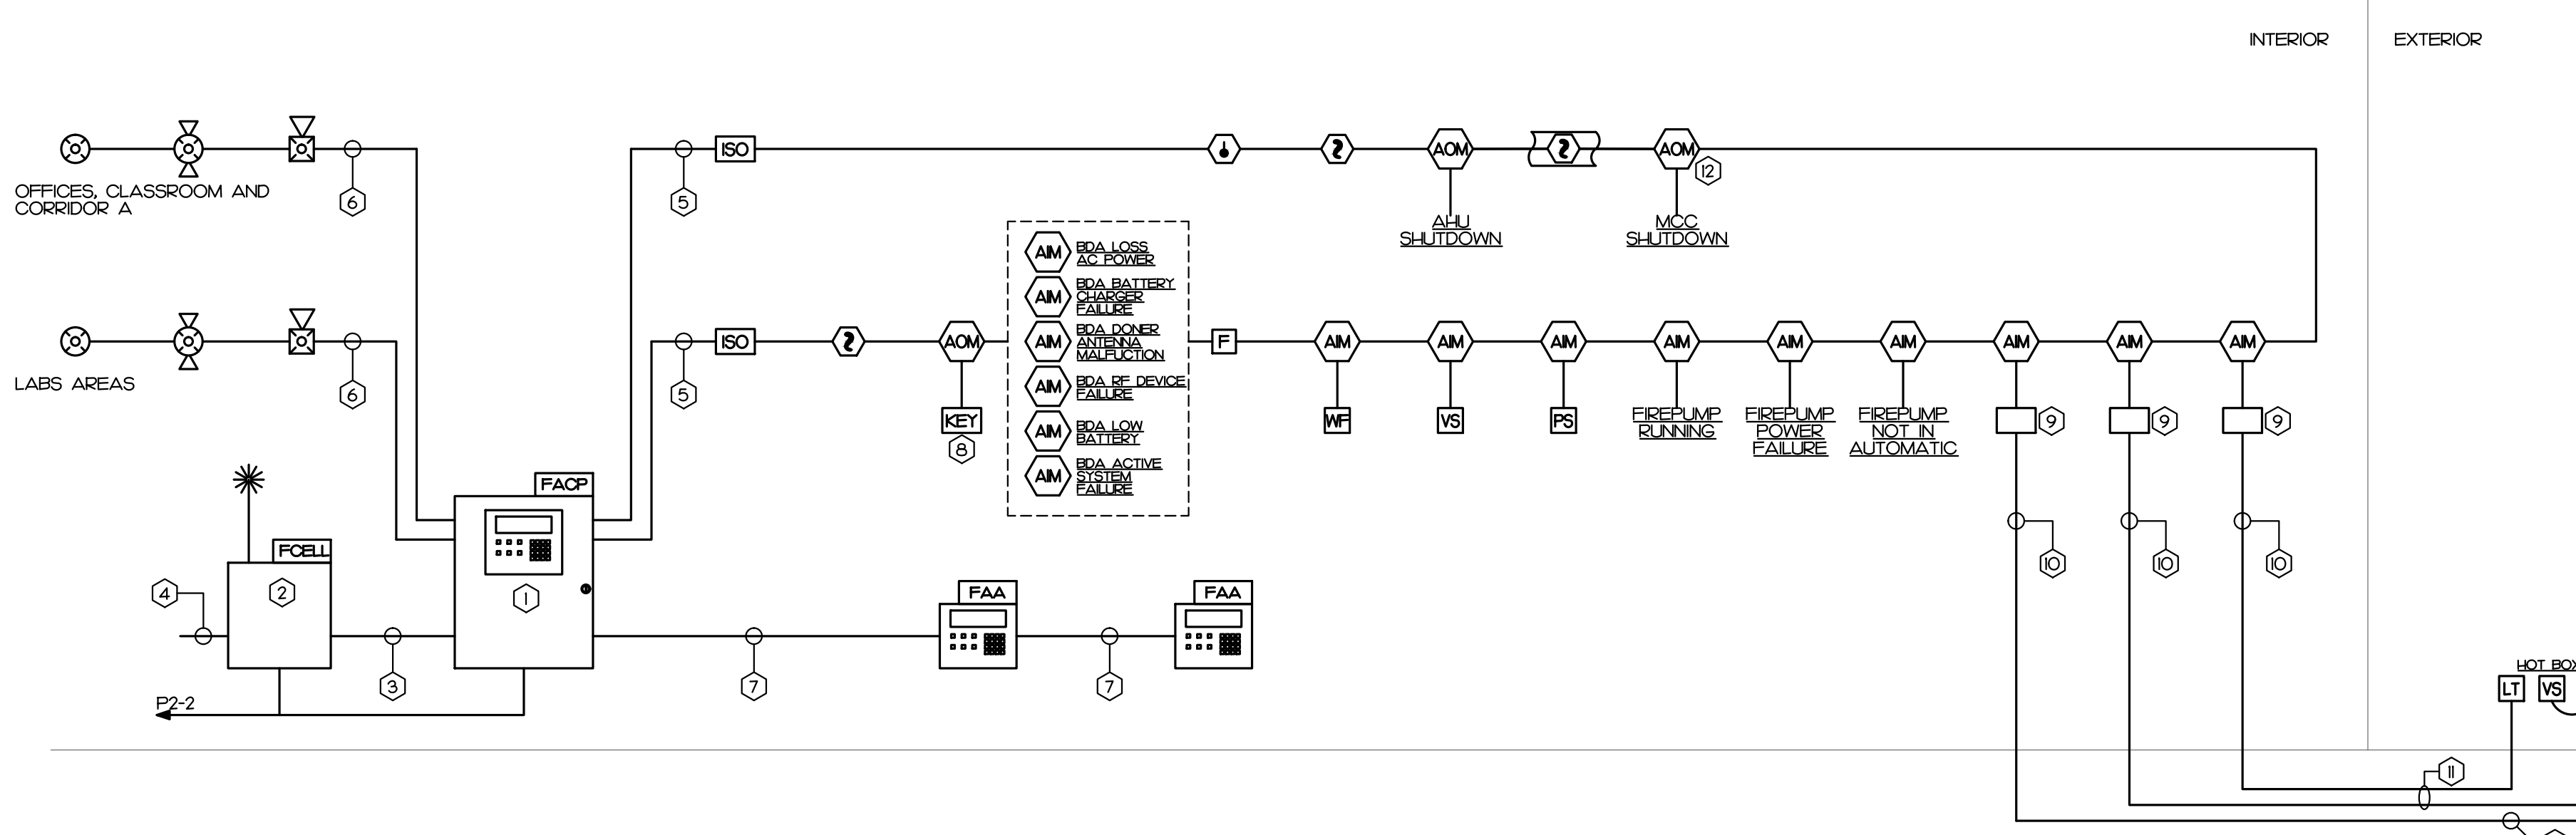 INTERIOR
EXTERIOR
ISO
AOM
AOM
12
OFFICES, CLASSROOM AND
CORRIDOR A
6
5
AHU
SHUTDOWN
MCC
SHUTDOWN
AIM
BDA LOSS
AC POWER
AIM
BDA BATTERY
CHARGER
FAILURE
AIM
BDA DONER
ANTENNA
MALFUCTION
AIM
BDA RF DEVICE
FAILURE
AIM
BDA LOW
BATTERY
AIM
BDA ACTIVE
SYSTEM
FAILURE
ISO
AOM
F
AIM
AIM
AIM
AIM
AIM
AIM
AIM
AIM
AIM
LABS AREAS
6
5
KEY
8
WF
VS
PS
FIREPUMP
RUNNING
FIREPUMP
POWER
FAILURE
FIREPUMP
NOT IN
AUTOMATIC
9
9
9
FACP
FCELL
10
10
10
4
2
1
FAA
FAA
3
7
7
P2-2
HOT BOX
LT
VS
11